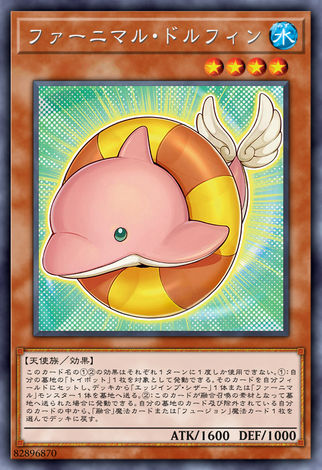 ファーニマル・ドルフィン
水
【天使族／効果】
このカード名の①②の効果はそれぞれ１ターンに１度しか使用できない。①：自
分の墓地の「トイポット」１枚を対象として発動できる。そのカードを自分フィ
ールドにセットし、デッキから「エッジインプ・シザー」１体または「ファーニ
マル」モンスター１体を墓地へ送る。②：このカードが融合召喚の素材となって墓
地へ送られた場合に発動できる。自分の墓地のカード及び除外されている自分
のカードの中から、「融合」魔法カードまたは「フュージョン」魔法カード１枚を
選んでデッキに戻す。
ATK/1600 DEF/1000
82896870